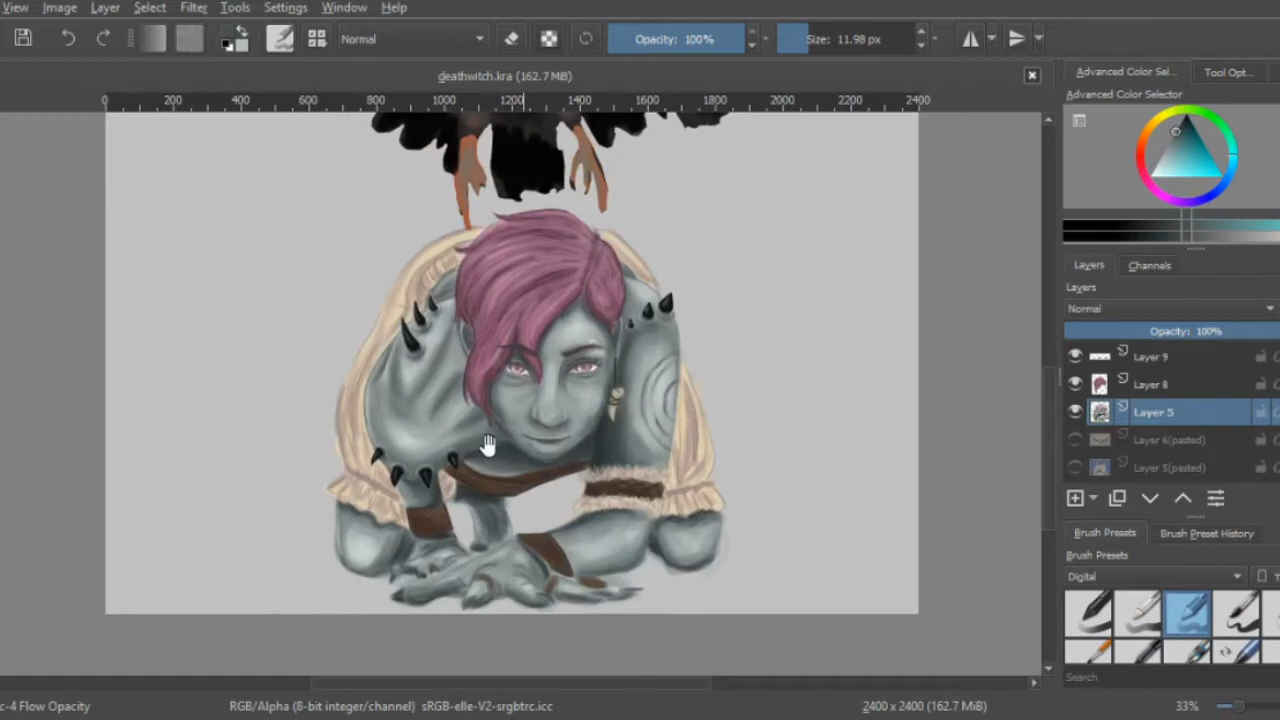 View Image Layer Select Filter Tools Settings Window Help
Normal Opacity: 100% Size: 11.98 px
deathwitch.kra (162.7 MiB) Advanced Color Sel... Tool Opt...
0 200 400 600 800 1000 1200 1400 1600 1800 2000 2200 2400
Advanced Color Selector
Layers Channels
Layers
Normal
Opacity: 100%
Layer 9
Layer 8
Layer 5
Layer 6(pasted)
Layer 5(pasted)
Brush Presets Brush Preset History
Brush Presets
Digital
Search
c-4 Flow Opacity RGB/Alpha (8-bit integer/channel) sRGB-elle-V2-srgbtrc.icc 2400 x 2400 (162.7 MiB) 33%